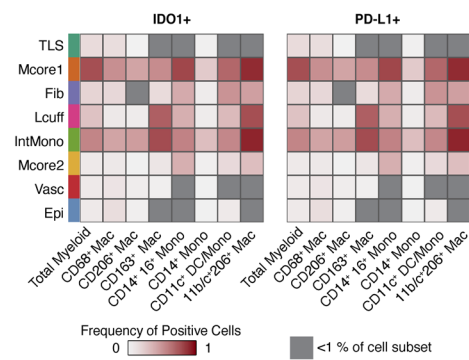 IDO1+
PD-L1+
TLS
Mcore1
Fib
Lcuff
IntMono
Mcore2
Vasc
Epi
Total Myeloid
CD68⁺ Mac
CD206⁺ Mac
CD163⁺ Mac
CD14⁺ 16⁺ Mono
CD14⁺ Mono
CD11c⁺ DC/Mono
11b/c⁺206⁺ Mac
Total Myeloid
CD68⁺ Mac
CD206⁺ Mac
CD163⁺ Mac
CD14⁺ 16⁺ Mono
CD14⁺ Mono
CD11c⁺ DC/Mono
11b/c⁺206⁺ Mac
Frequency of Positive Cells
0 1
<1 % of cell subset